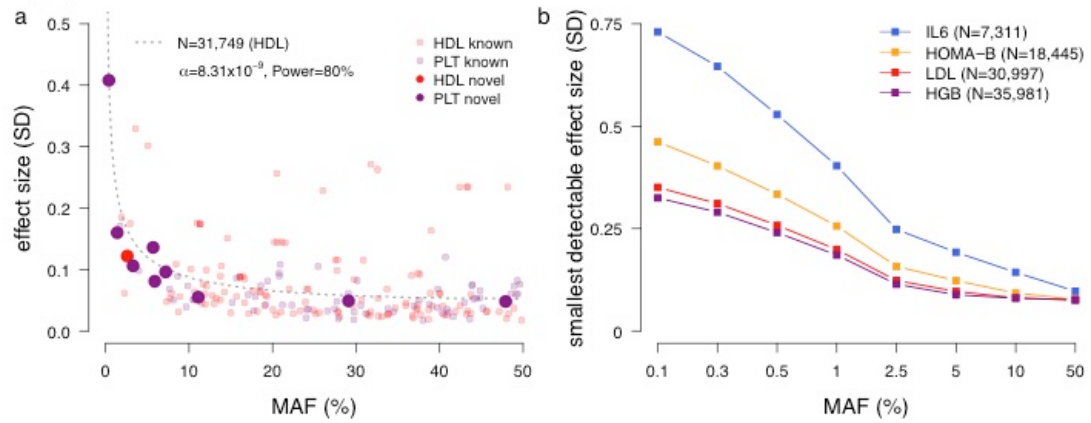 a
effect size (SD)
0.5
0.4
0.3
0.2
0.1
0.0
N=31,749 (HDL)
α=8.31x10⁻⁹, Power=80%
HDL known
PLT known
HDL novel
PLT novel
0 10 20 30 40 50
MAF (%)
b
smallest detectable effect size (SD)
0.75
0.5
0.25
0
IL6 (N=7,311)
HOMA−B (N=18,445)
LDL (N=30,997)
HGB (N=35,981)
0.1 0.3 0.5 1 2.5 5 10 50
MAF (%)